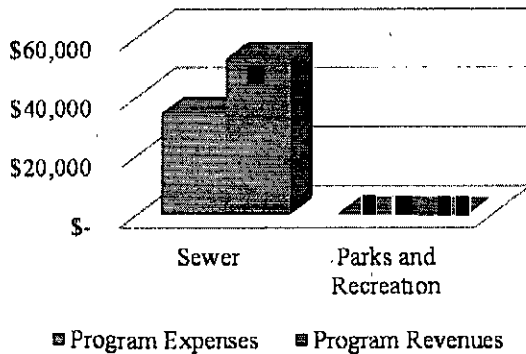 $60,000
$40,000
$20,000
$-
Sewer
Parks and
Recreation
Program Expenses
Program Revenues